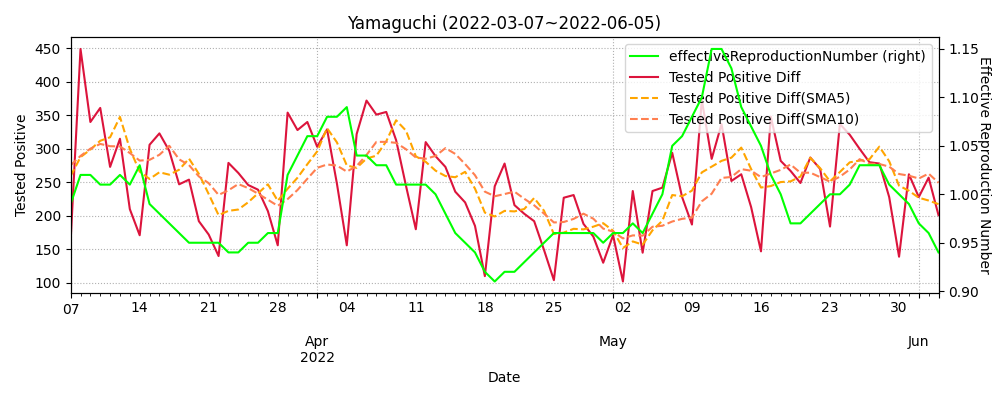 Yamaguchi (2022-03-07~2022-06-05)
450
400
350
300
250
200
150
100
Tested Positive
1.15
1.10
1.05
1.00
0.95
0.90
Effective Reproduction Number
effectiveReproductionNumber (right)
Tested Positive Diff
Tested Positive Diff(SMA5)
Tested Positive Diff(SMA10)
07 14 21 28 04 11 18 25 02 09 16 23 30
Apr May Jun
2022
Date